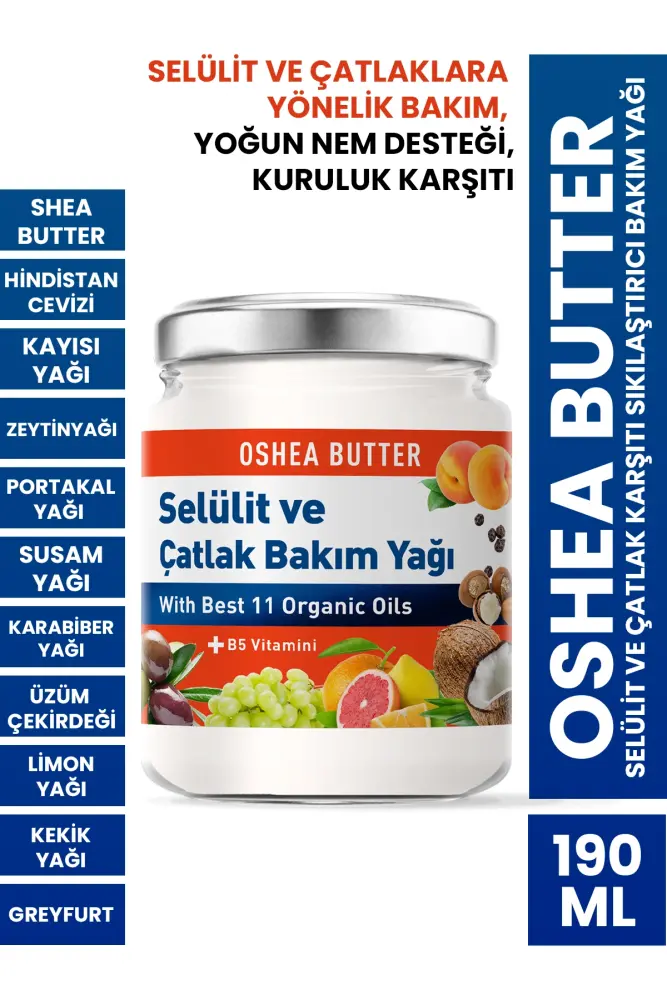 SELÜLİT VE ÇATLAKLARA
YÖNELİK BAKIM,
YOĞUN NEM DESTEĞİ,
KURULUK KARŞITI
SHEA
BUTTER
HİNDİSTAN
CEVİZİ
KAYISI
YAĞI
ZEYTİNYAĞI
PORTAKAL
YAĞI
SUSAM
YAĞI
KARABİBER
YAĞI
ÜZÜM
ÇEKİRDEĞİ
LİMON
YAĞI
KEKİK
YAĞI
GREYFURT
OSHEA BUTTER
Selülit ve
Çatlak Bakım Yağı
With Best 11 Organic Oils
+B5 Vitamini
OSHEA BUTTER
SELÜLİT VE ÇATLAK KARŞITI SIKILAŞTIRICI BAKIM YAĞI
190
ML